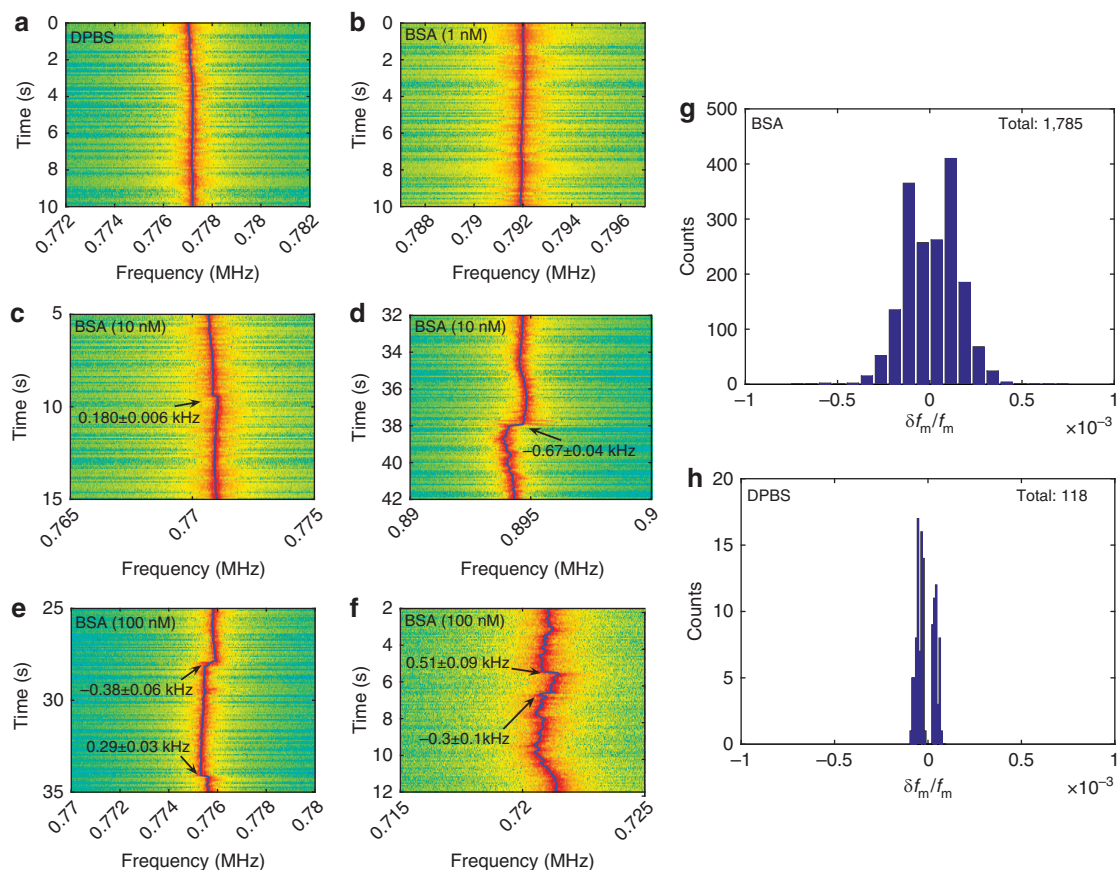 a
DPBS
0
2
4
6
8
10
Time (s)
0.772
0.774
0.776
0.778
0.78
0.782
Frequency (MHz)
b
BSA (1 nM)
0
2
4
6
8
10
Time (s)
0.788
0.79
0.792
0.794
0.796
Frequency (MHz)
c
BSA (10 nM)
5
10
15
Time (s)
0.180±0.006 kHz
0.765
0.77
0.775
Frequency (MHz)
d
BSA (10 nM)
32
34
36
38
40
42
Time (s)
−0.67±0.04 kHz
0.89
0.895
0.9
Frequency (MHz)
e
BSA (100 nM)
25
30
35
Time (s)
−0.38±0.06 kHz
0.29±0.03 kHz
0.77
0.772
0.774
0.776
0.778
0.78
Frequency (MHz)
f
BSA (100 nM)
2
4
6
8
10
12
Time (s)
0.51±0.09 kHz
−0.3±0.1kHz
0.715
0.72
0.725
Frequency (MHz)
g
BSA
Total: 1,785
500
400
300
200
100
0
Counts
−1
−0.5
0
0.5
1
×10⁻³
δfₘ/fₘ
h
DPBS
Total: 118
20
15
10
5
0
Counts
−1
−0.5
0
0.5
1
×10⁻³
δfₘ/fₘ